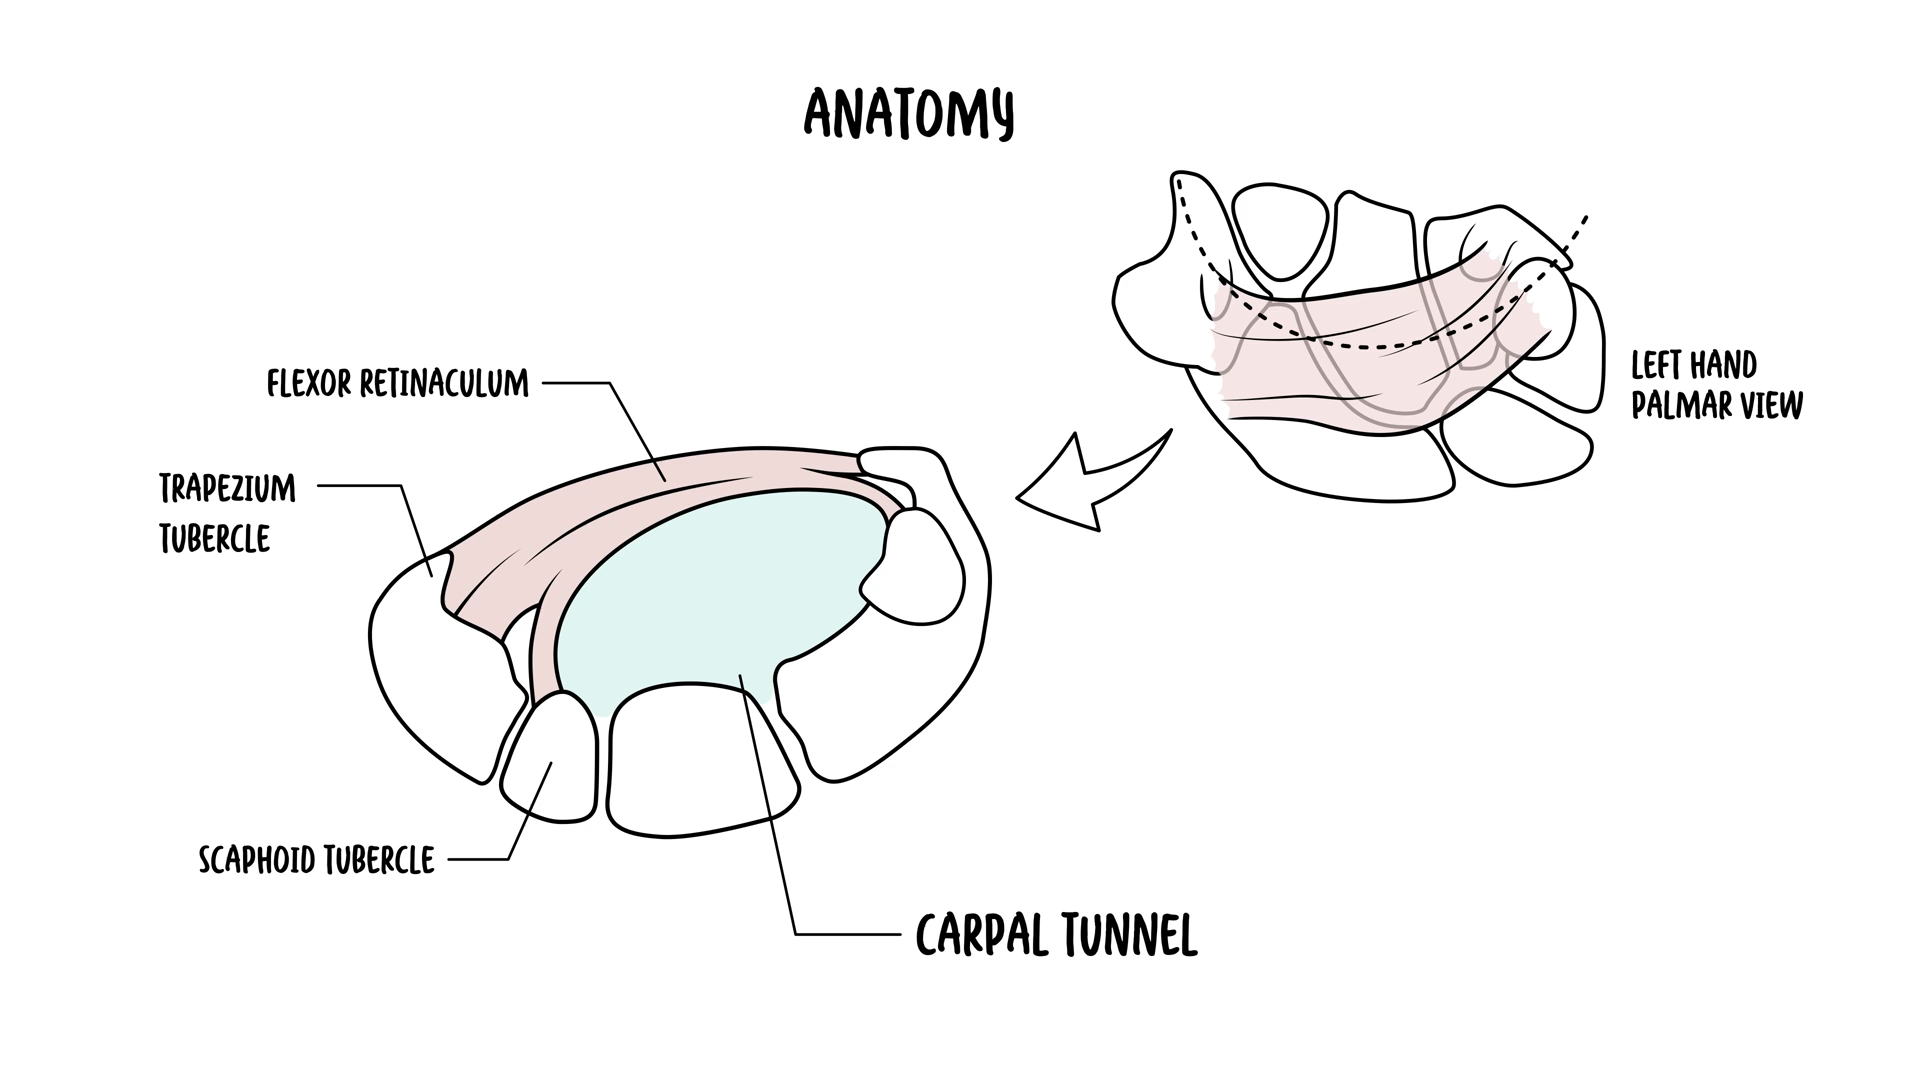 ANATOMY
LEFT HAND
PALMAR VIEW
FLEXOR RETINACULUM
TRAPEZIUM
TUBERCLE
SCAPHOID TUBERCLE
CARPAL TUNNEL